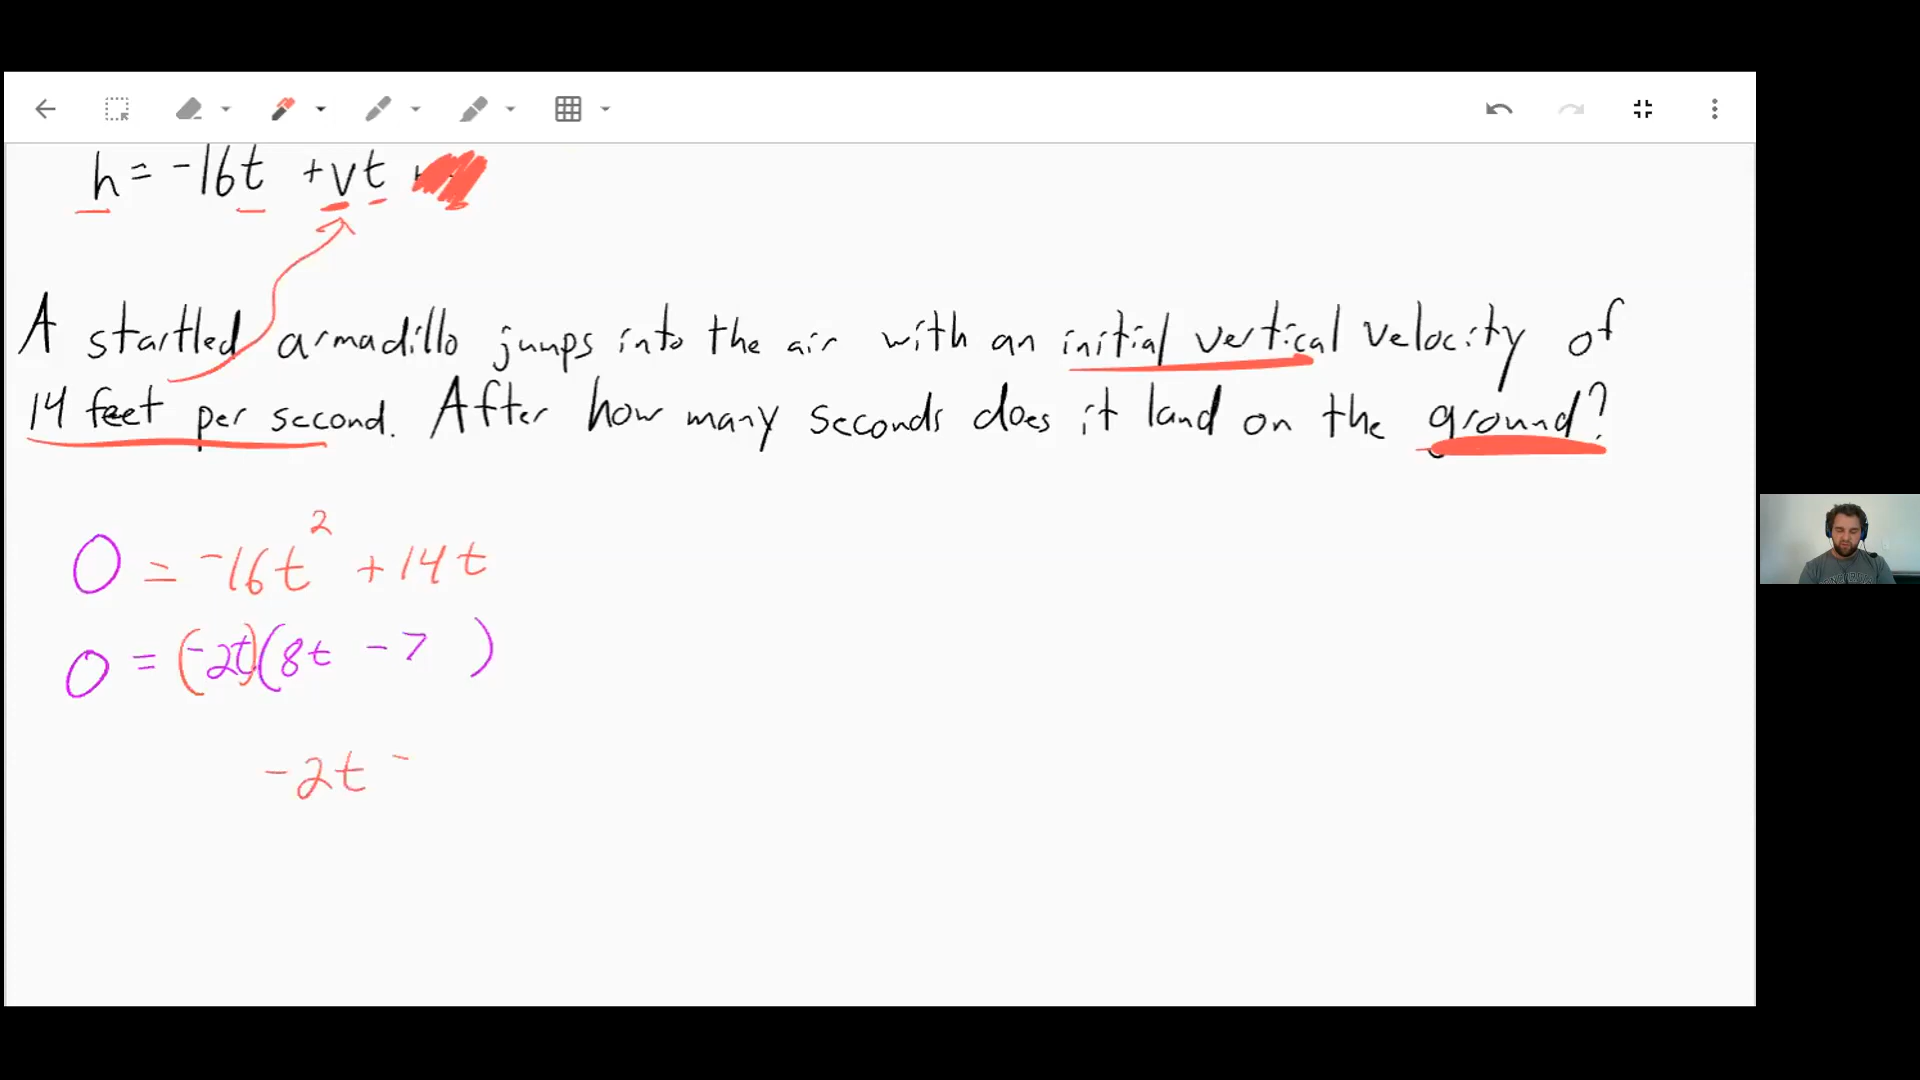 h = -16t + vt
A startled armadillo jumps into the air with an initial vertical velocity of
14 feet per second. After how many seconds does it land on the ground?
0 = -16t² + 14t
0 = (-2t)(8t - 7)
-2t -